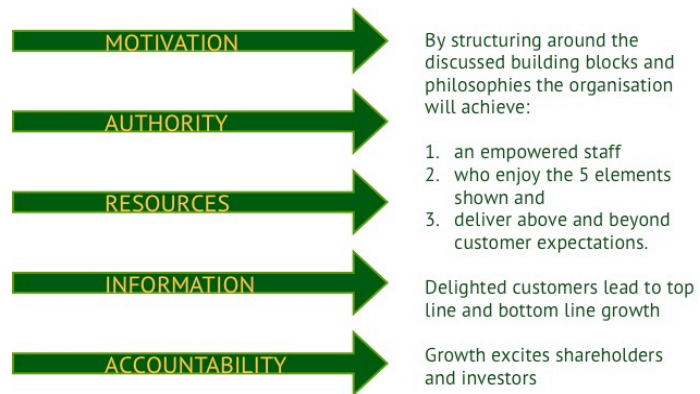 MOTIVATION
AUTHORITY
RESOURCES
INFORMATION
ACCOUNTABILITY
By structuring around the
discussed building blocks and
philosophies the organisation
will achieve:
1. an empowered staff
2. who enjoy the 5 elements
shown and
3. deliver above and beyond
customer expectations.
Delighted customers lead to top
line and bottom line growth
Growth excites shareholders
and investors